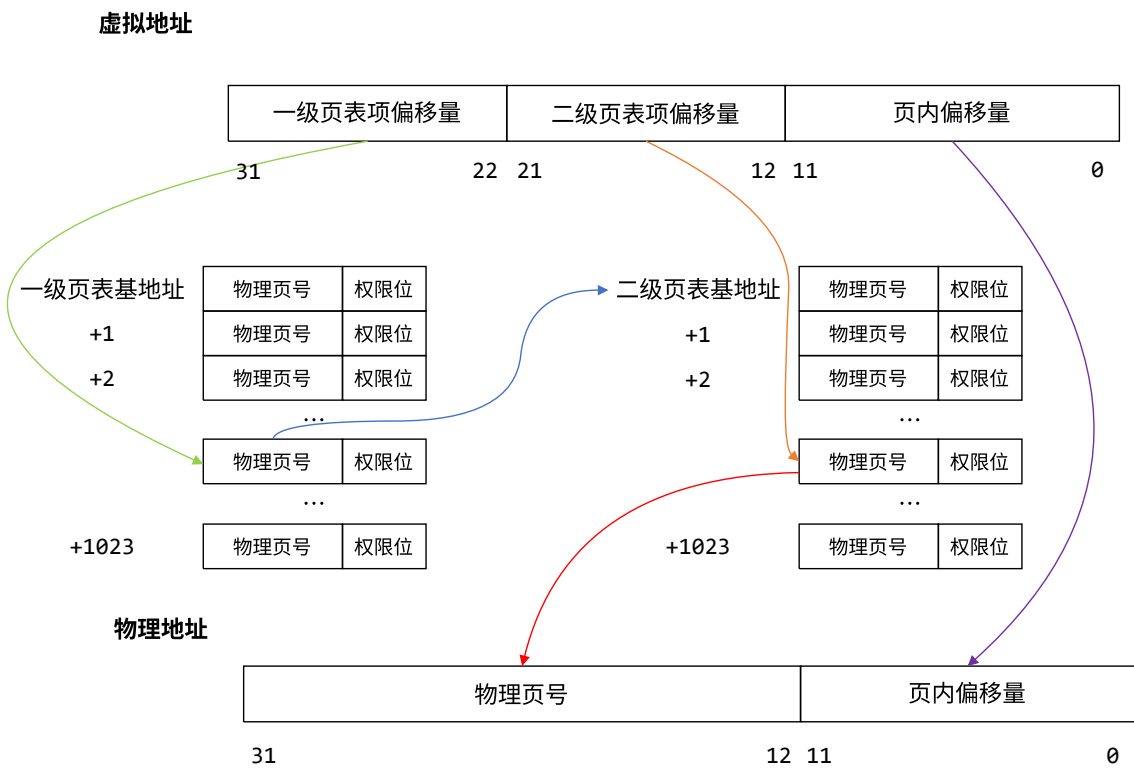 虚拟地址
一级页表项偏移量 二级页表项偏移量 页内偏移量
31 22 21 12 11 0
一级页表基地址 物理页号 权限位 二级页表基地址 物理页号 权限位
+1 物理页号 权限位 +1 物理页号 权限位
+2 物理页号 权限位 +2 物理页号 权限位
... ...
物理页号 权限位 物理页号 权限位
... ...
+1023 物理页号 权限位 +1023 物理页号 权限位
物理地址
物理页号 页内偏移量
31 12 11 0